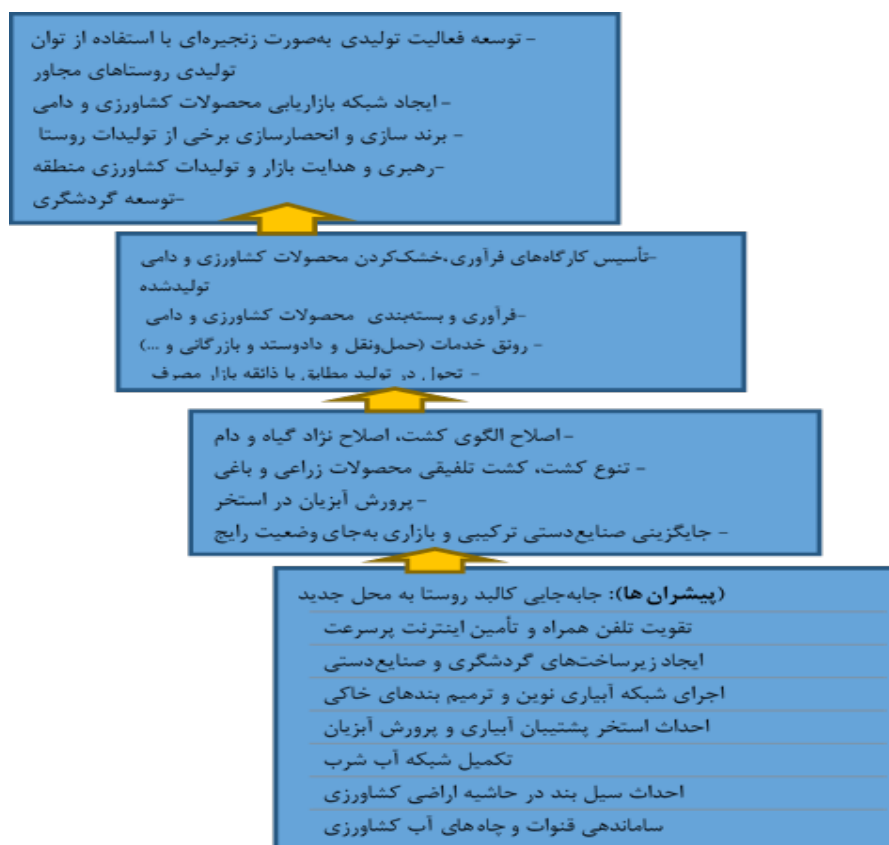 - توسعه فعالیت تولیدی به‌صورت زنجیره‌ای با استفاده از توان
تولیدی روستاهای مجاور
- ایجاد شبکه بازاریابی محصولات کشاورزی و دامی
- برند سازی و انحصارسازی برخی از تولیدات روستا
-رهبری و هدایت بازار و تولیدات کشاورزی منطقه
-توسعه گردشگری
-تأسیس کارگاه‌های فرآوری،خشک‌کردن محصولات کشاورزی و دامی
تولیدشده
-فرآوری و بسته‌بندی محصولات کشاورزی و دامی
- رونق خدمات (حمل‌ونقل و دادوستد و بازرگانی و ...)
- تحول در تولید مطابق با ذائقه بازار مصرف
- اصلاح الگوی کشت، اصلاح نژاد گیاه و دام
- تنوع کشت، کشت تلفیقی محصولات زراعی و باغی
-پرورش آبزیان در استخر
- جایگزینی صنایع‌دستی ترکیبی و بازاری به‌جای وضعیت رایج
(پیشران ها): جابه‌جایی کالبد روستا به محل جدید
تقویت تلفن همراه و تأمین اینترنت پرسرعت
ایجاد زیرساخت‌های گردشگری و صنایع‌دستی
اجرای شبکه آبیاری نوین و ترمیم بندهای خاکی
احداث استخر پشتیبان آبیاری و پرورش آبزیان
تکمیل شبکه آب شرب
احداث سیل بند در حاشیه اراضی کشاورزی
ساماندهی قنوات و چاه‌های آب کشاورزی